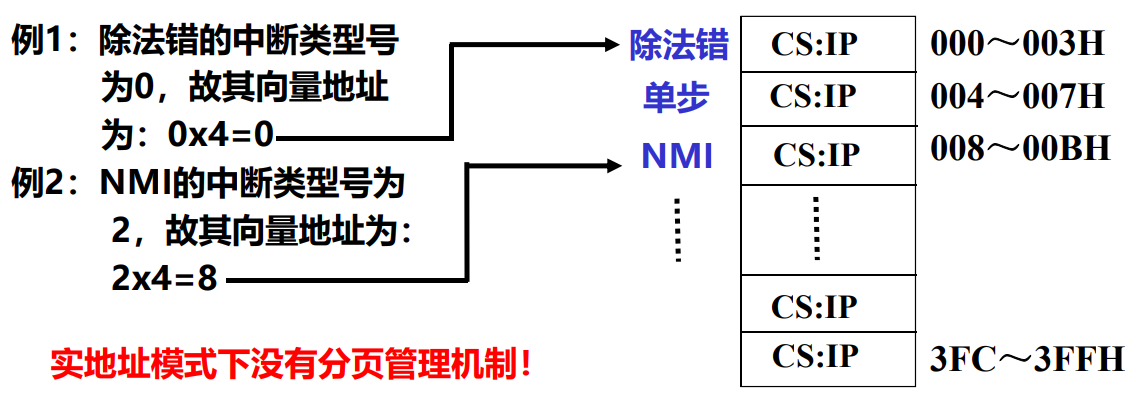 例1：除法错的中断类型号
为0，故其向量地址
为：0x4=0
例2：NMI的中断类型号为
2，故其向量地址为：
2x4=8
实地址模式下没有分页管理机制！
除法错 CS:IP 000～003H
单步 CS:IP 004～007H
NMI CS:IP 008～00BH
CS:IP
CS:IP 3FC～3FFH